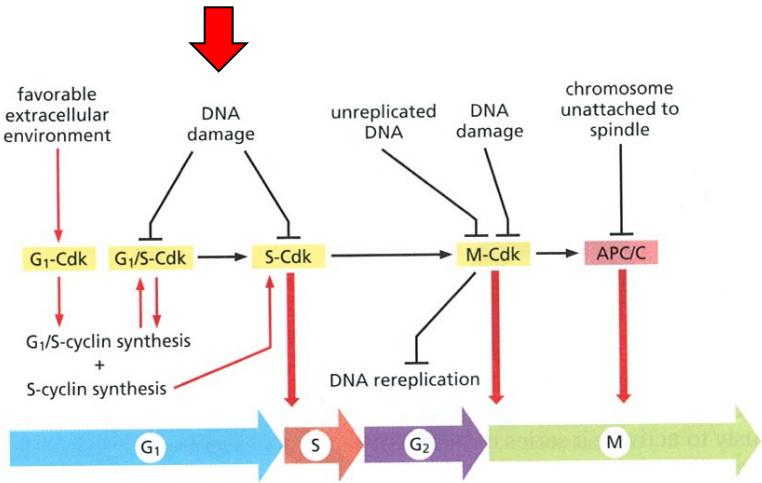 favorable
extracellular
environment
DNA
damage
unreplicated
DNA
DNA
damage
chromosome
unattached to
spindle
G₁-Cdk
G₁/S-Cdk
S-Cdk
M-Cdk
APC/C
G₁/S-cyclin synthesis
+
S-cyclin synthesis
DNA rereplication
G₁
S
G₂
M